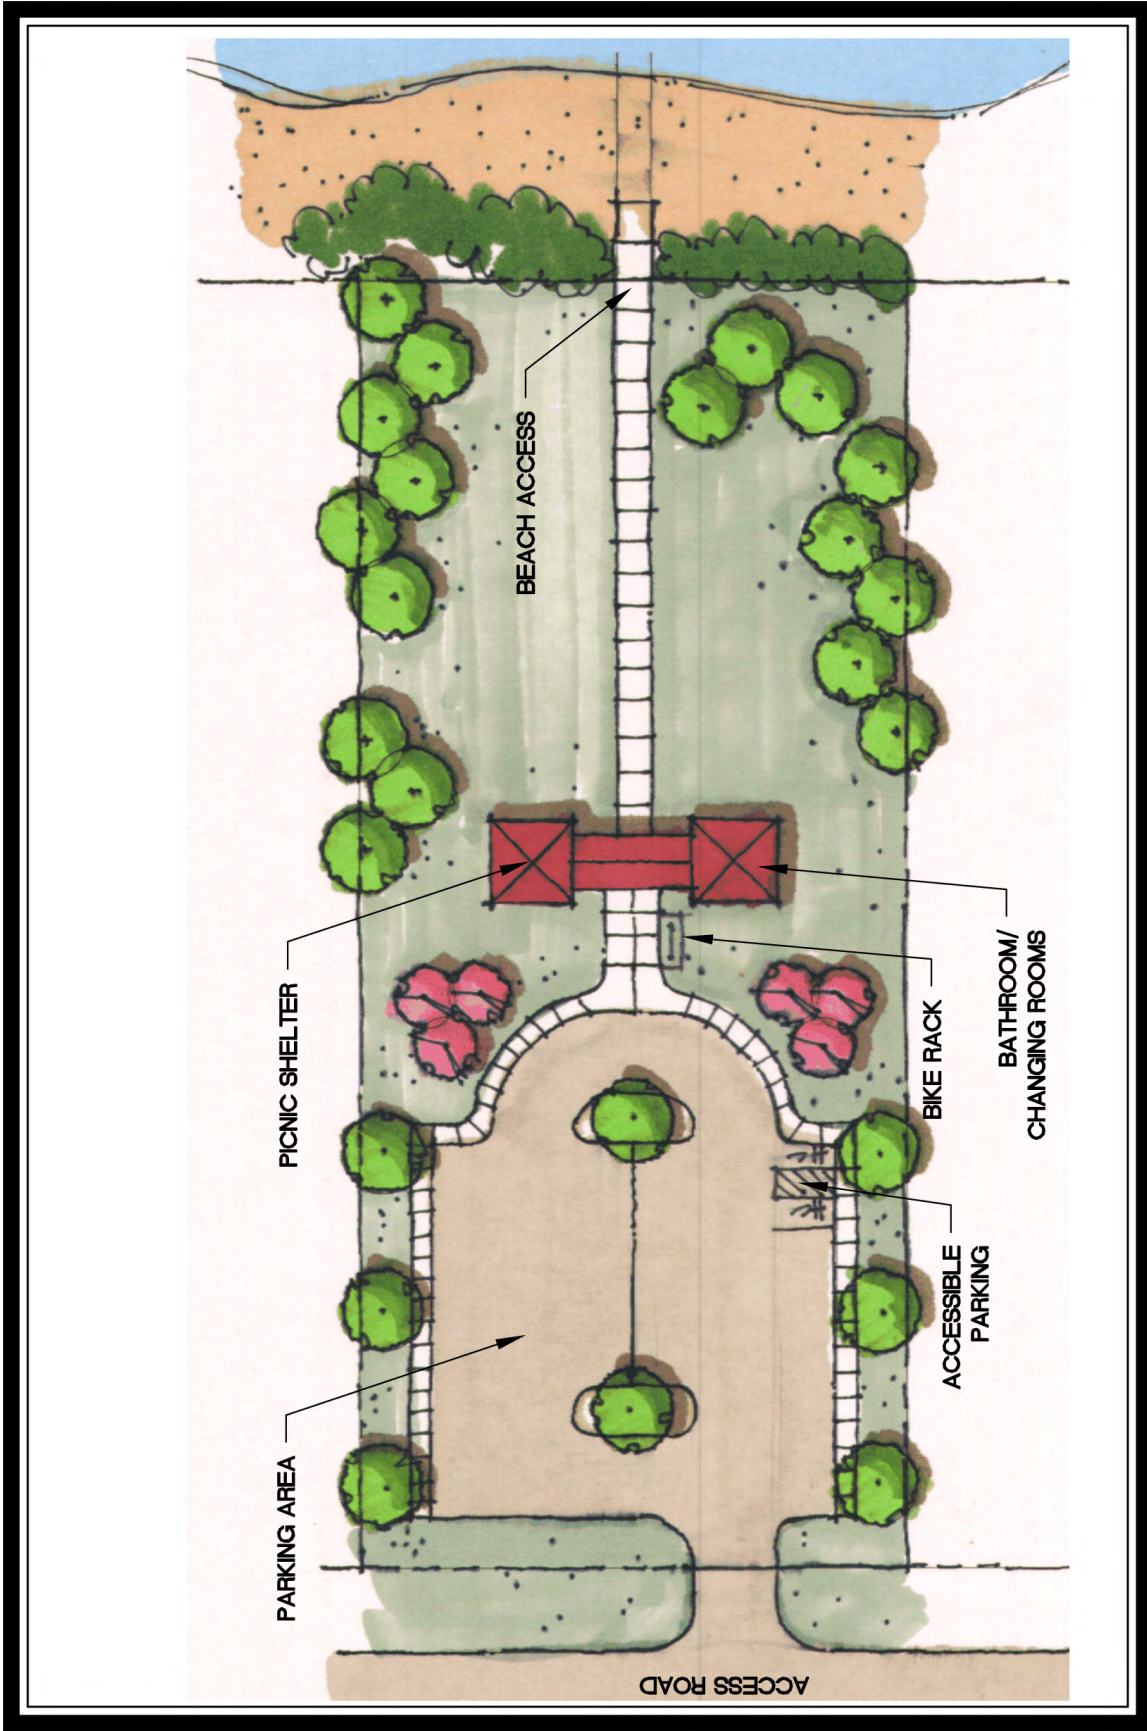 BEACH ACCESS
PICNIC SHELTER
BATHROOM/
CHANGING ROOMS
BIKE RACK
ACCESSIBLE
PARKING
PARKING AREA
ACCESS ROAD